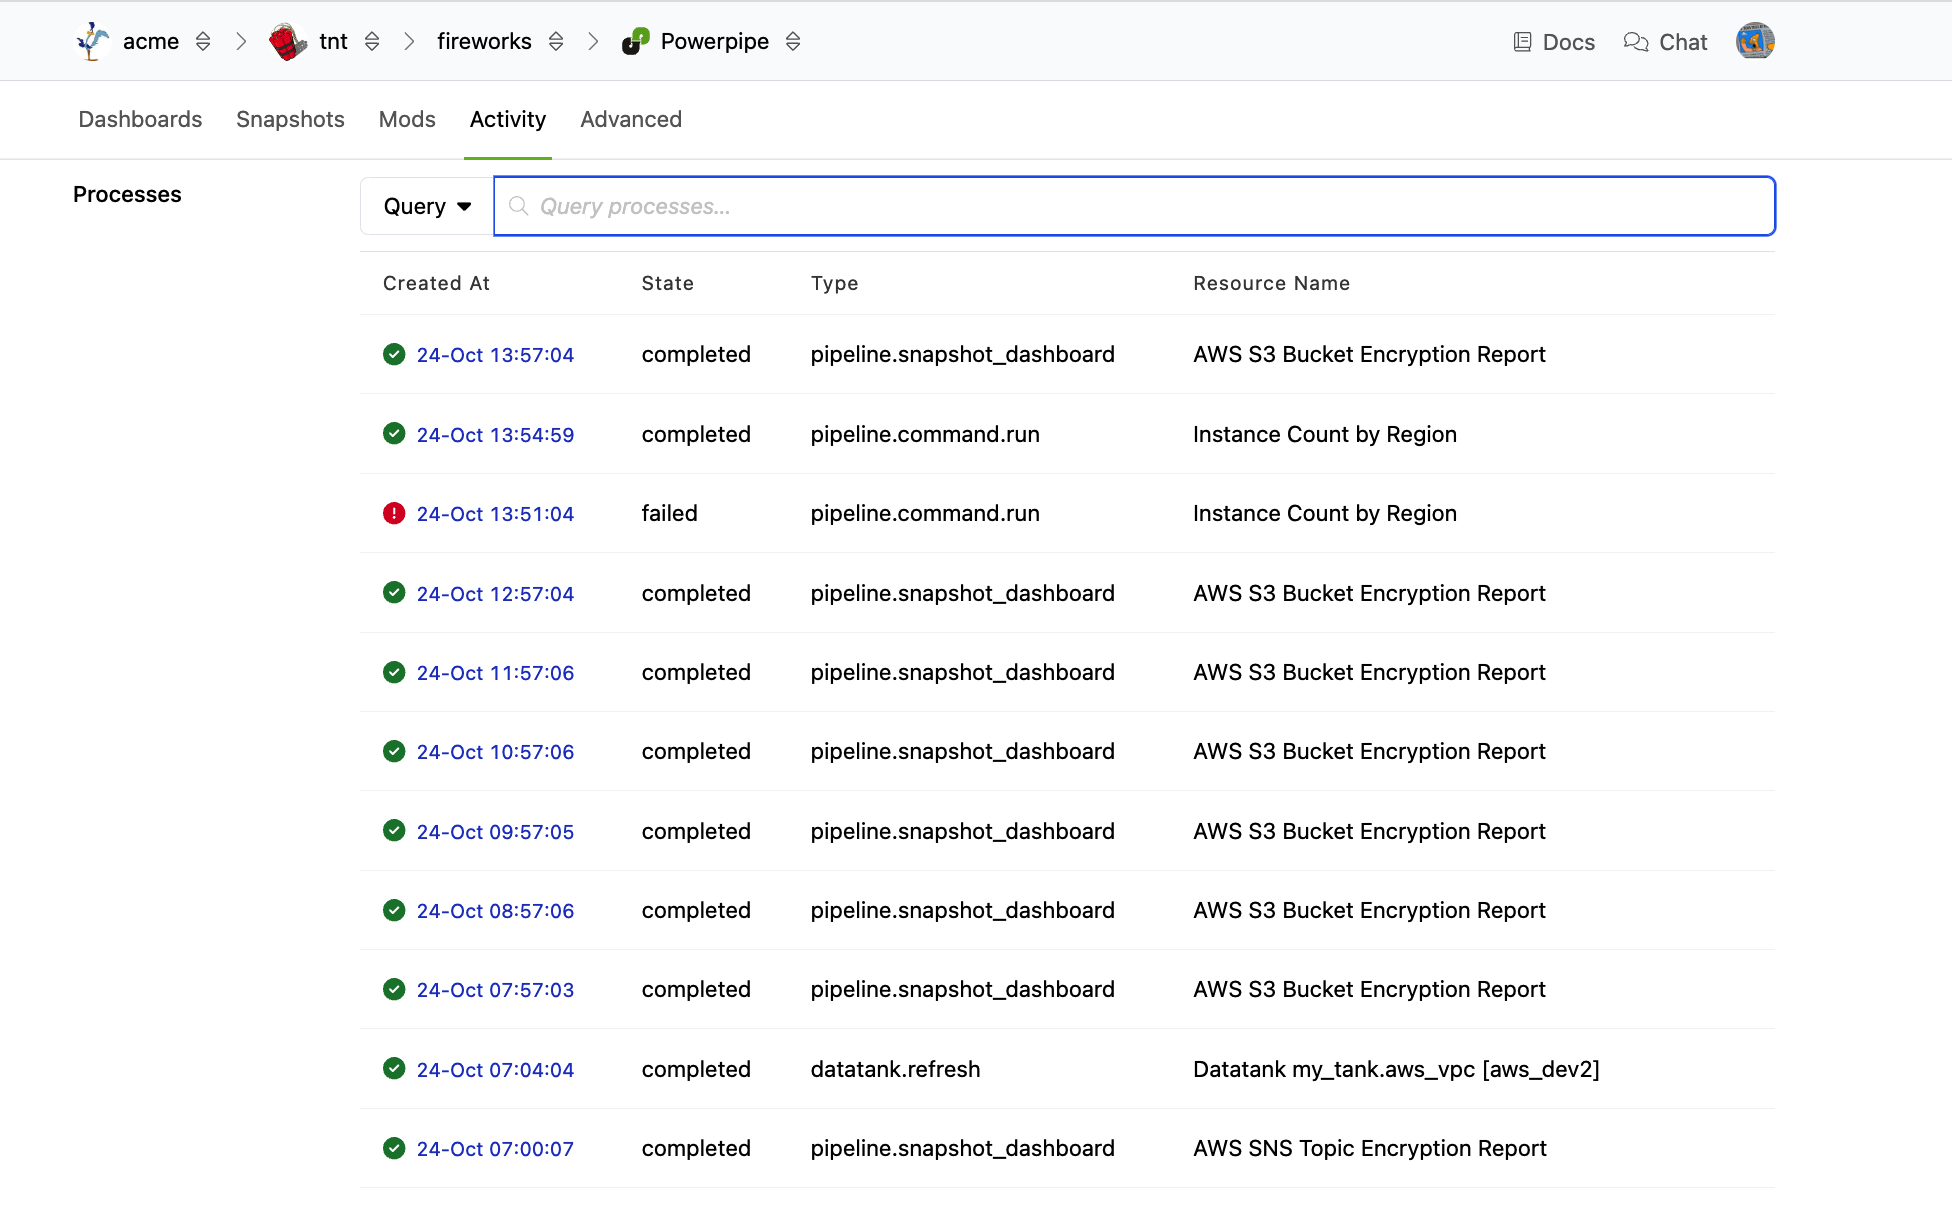 acme tnt fireworks Powerpipe Docs Chat
Dashboards Snapshots Mods Activity Advanced
Processes
Query Query processes...
Created At State Type Resource Name
24-Oct 13:57:04 completed pipeline.snapshot_dashboard AWS S3 Bucket Encryption Report
24-Oct 13:54:59 completed pipeline.command.run Instance Count by Region
24-Oct 13:51:04 failed pipeline.command.run Instance Count by Region
24-Oct 12:57:04 completed pipeline.snapshot_dashboard AWS S3 Bucket Encryption Report
24-Oct 11:57:06 completed pipeline.snapshot_dashboard AWS S3 Bucket Encryption Report
24-Oct 10:57:06 completed pipeline.snapshot_dashboard AWS S3 Bucket Encryption Report
24-Oct 09:57:05 completed pipeline.snapshot_dashboard AWS S3 Bucket Encryption Report
24-Oct 08:57:06 completed pipeline.snapshot_dashboard AWS S3 Bucket Encryption Report
24-Oct 07:57:03 completed pipeline.snapshot_dashboard AWS S3 Bucket Encryption Report
24-Oct 07:04:04 completed datatank.refresh Datatank my_tank.aws_vpc [aws_dev2]
24-Oct 07:00:07 completed pipeline.snapshot_dashboard AWS SNS Topic Encryption Report